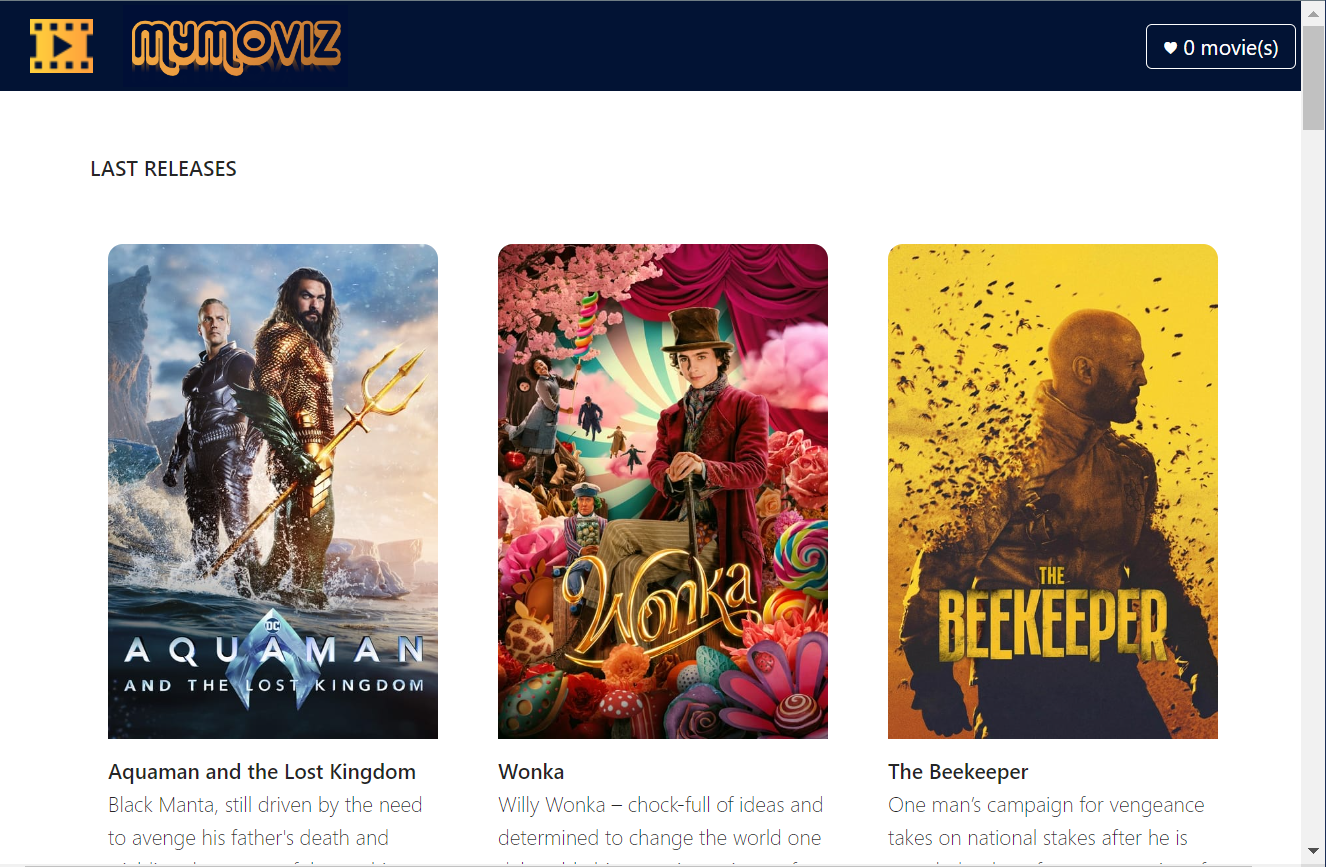 mymoviz
♥ 0 movie(s)
LAST RELEASES
DC
AQUAMAN
AND THE LOST KINGDOM
Wonka
THE
BEEKEEPER
Aquaman and the Lost Kingdom
Black Manta, still driven by the need
to avenge his father's death and
Wonka
Willy Wonka – chock-full of ideas and
determined to change the world one
The Beekeeper
One man’s campaign for vengeance
takes on national stakes after he is